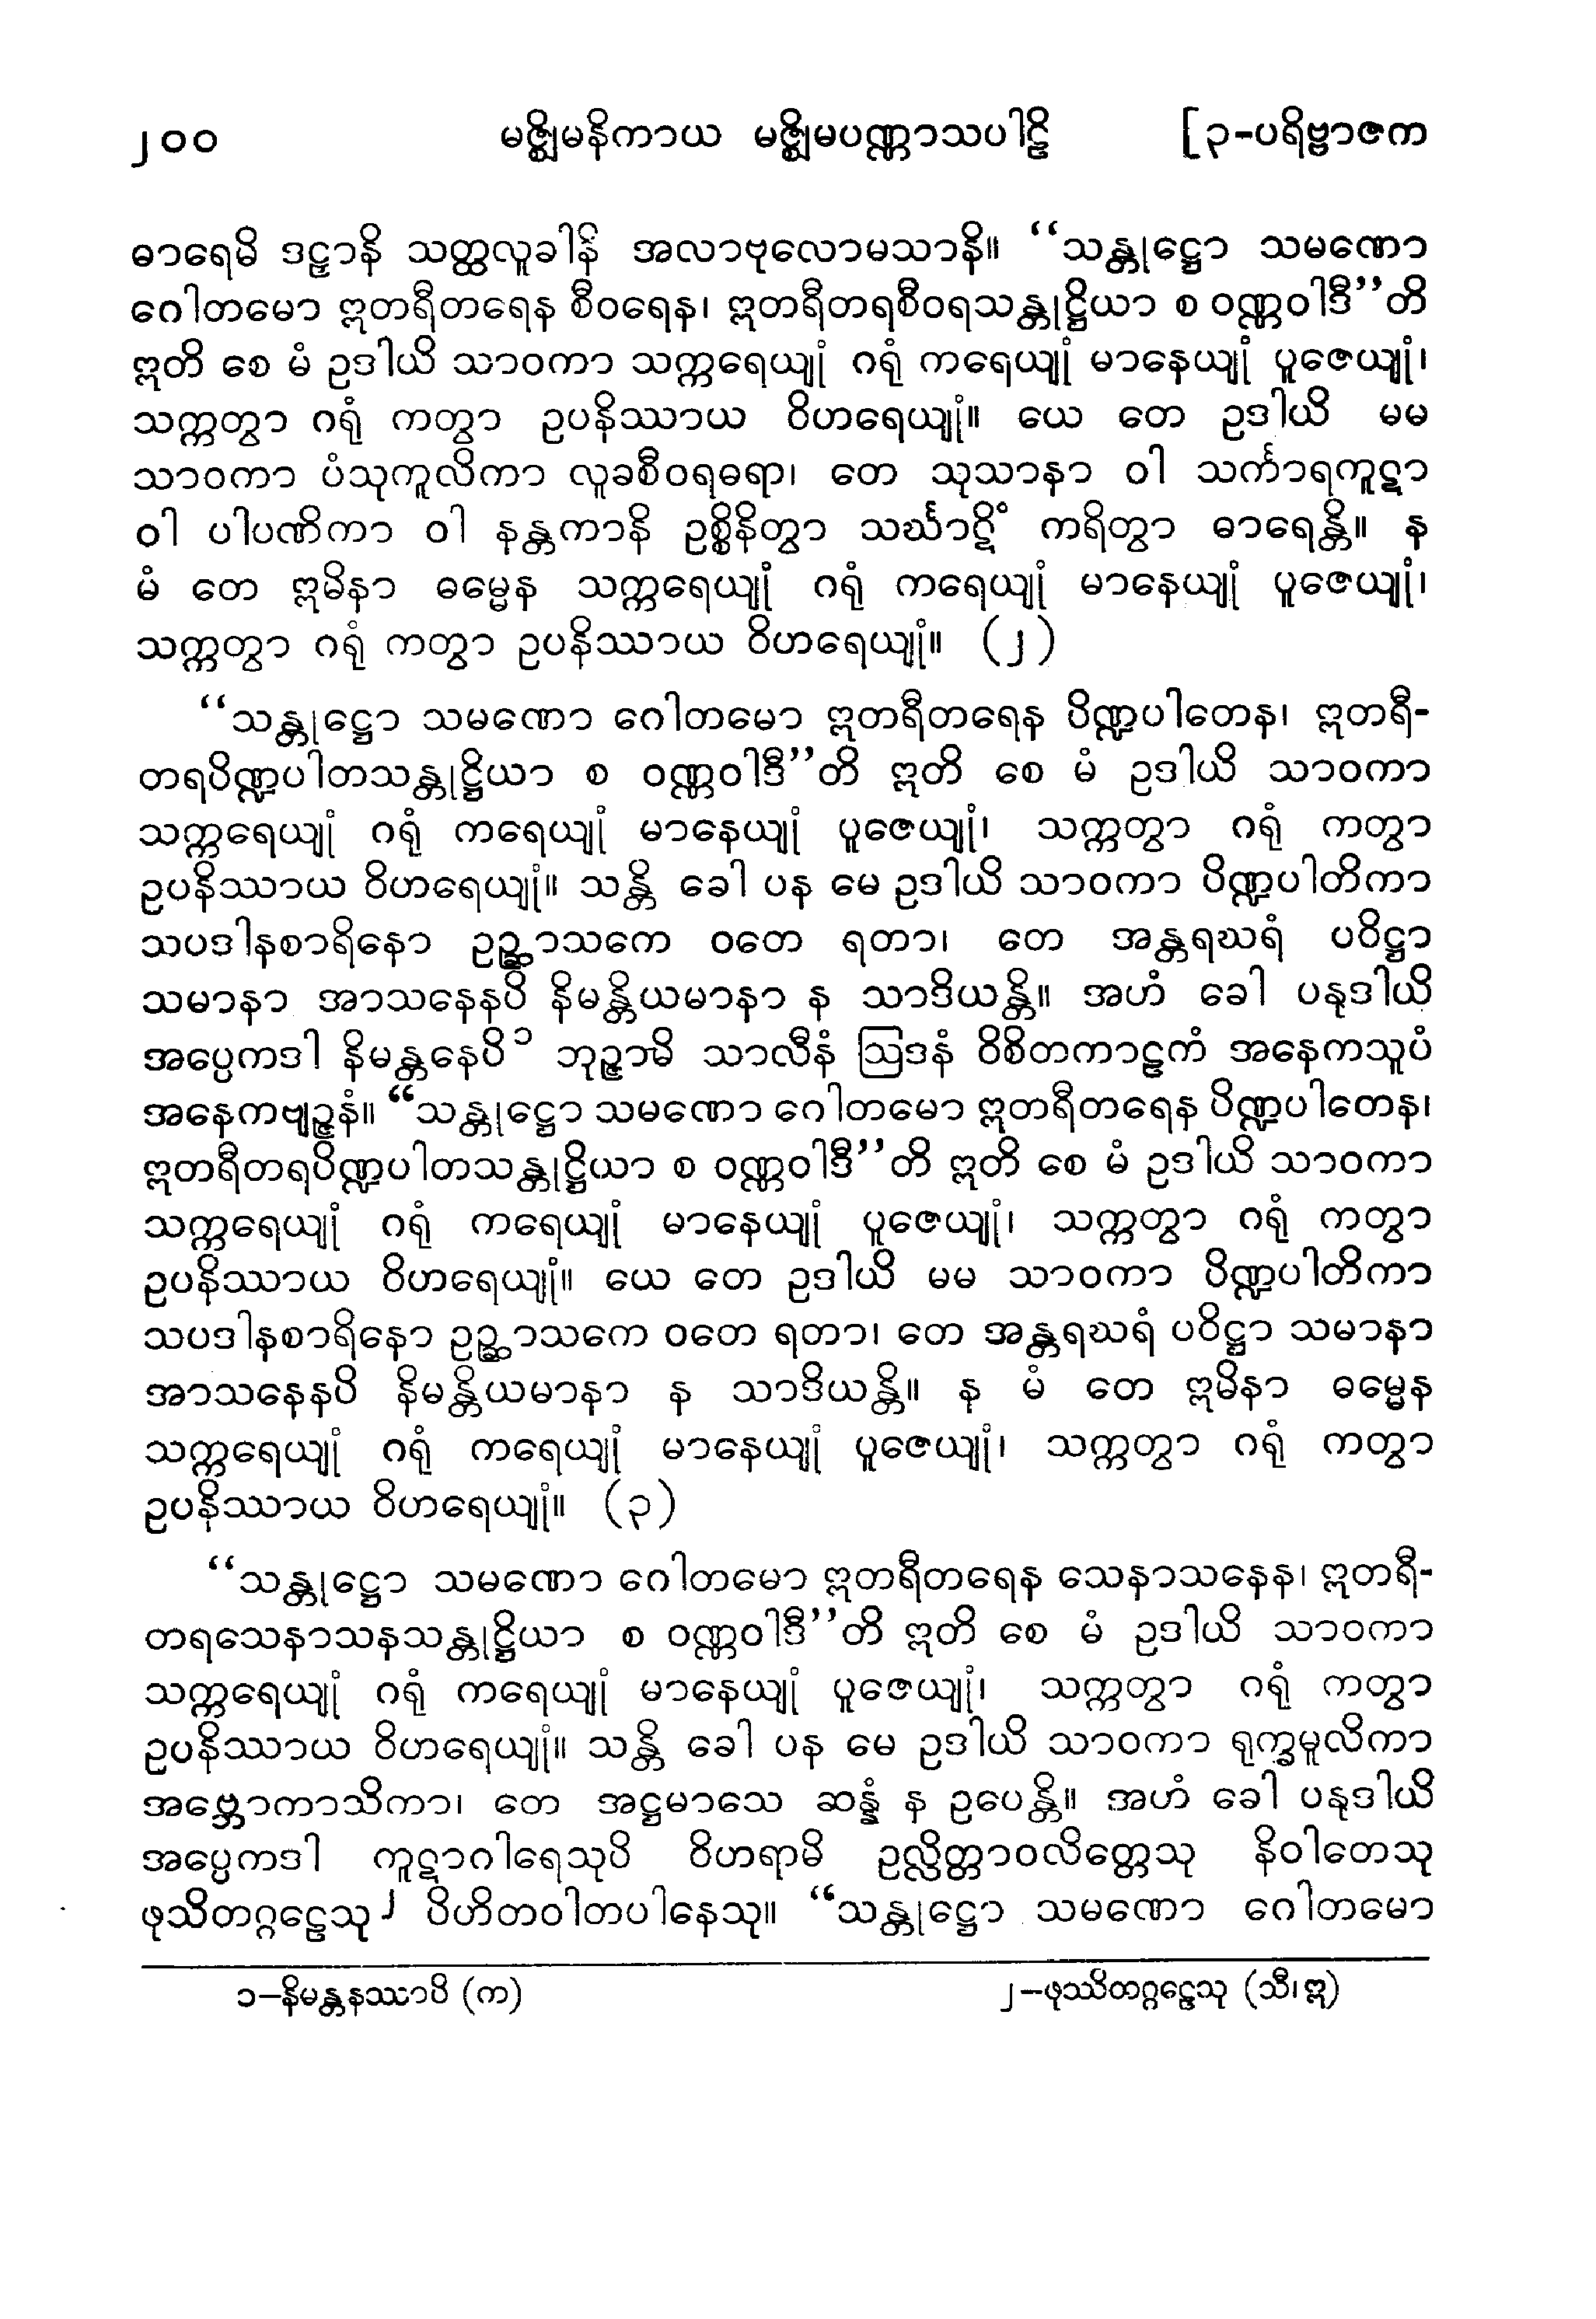 ၂၀၀ မဇ္ဈိမနိကာယ မဇ္ဈိမပဏ္ဏာသပါဠိ [၃-ပရိဗ္ဗာဇက
ဓာရေမိ ဒဠှာနိ သတ္ထလူခါနိ အလာဗုလောမသာနိ။ “သန္တုဋ္ဌော သမဏော
ဂေါတမော ဣတရီတရေန စီဝရေန၊ ဣတရီတရစီဝရသန္တုဋ္ဌိယာ စ ဝဏ္ဏဝါဒီ”တိ
ဣတိ စေ မံ ဥဒါယိ သာဝကာ သက္ကရေယျုံ ဂရုံ ကရေယျုံ မာနေယျုံ ပူဇေယျုံ၊
သက္ကတွာ ဂရုံ ကတွာ ဥပနိဿာယ ဝိဟရေယျုံ။ ယေ တေ ဥဒါယိ မမ
သာဝကာ ပံသုကူလိကာ လူခစီဝရဓရာ၊ တေ သုသာနာ ဝါ သင်္ကာရကူဋာ
ဝါ ပါပဏိကာ ဝါ နန္တကာနိ ဥစ္စိနိတွာ သင်္ဃာဋိံ ကရိတွာ ဓာရေန္တိ။ န
မံ တေ ဣမိနာ ဓမ္မေန သက္ကရေယျုံ ဂရုံ ကရေယျုံ မာနေယျုံ ပူဇေယျုံ၊
သက္ကတွာ ဂရုံ ကတွာ ဥပနိဿာယ ဝိဟရေယျုံ။ (၂)
“သန္တုဋ္ဌော သမဏော ဂေါတမော ဣတရီတရေန ပိဏ္ဍပါတေန၊ ဣတရီ-
တရပိဏ္ဍပါတသန္တုဋ္ဌိယာ စ ဝဏ္ဏဝါဒီ”တိ ဣတိ စေ မံ ဥဒါယိ သာဝကာ
သက္ကရေယျုံ ဂရုံ ကရေယျုံ မာနေယျုံ ပူဇေယျုံ၊ သက္ကတွာ ဂရုံ ကတွာ
ဥပနိဿာယ ဝိဟရေယျုံ။ သန္တိ ခေါ ပန မေ ဥဒါယိ သာဝကာ ပိဏ္ဍပါတိကာ
သပဒါနစာရိနော ဥဉ္ဆာသကေ ဝတေ ရတာ၊ တေ အန္တရဃရံ ပဝိဋ္ဌာ
သမာနာ အာသနေနပိ နိမန္တိယမာနာ န သာဒိယန္တိ။ အဟံ ခေါ ပနုဒါယိ
အပ္ပေကဒါ နိမန္တနေပိ၁ ဘုဉ္ဇာမိ သာလီနံ ဩဒနံ ဝိစိတကာဠကံ အနေကသူပံ
အနေကဗျဉ္ဇနံ။ “သန္တုဋ္ဌော သမဏော ဂေါတမော ဣတရီတရေန ပိဏ္ဍပါတေန၊
ဣတရီတရပိဏ္ဍပါတသန္တုဋ္ဌိယာ စ ဝဏ္ဏဝါဒီ”တိ ဣတိ စေ မံ ဥဒါယိ သာဝကာ
သက္ကရေယျုံ ဂရုံ ကရေယျုံ မာနေယျုံ ပူဇေယျုံ၊ သက္ကတွာ ဂရုံ ကတွာ
ဥပနိဿာယ ဝိဟရေယျုံ။ ယေ တေ ဥဒါယိ မမ သာဝကာ ပိဏ္ဍပါတိကာ
သပဒါနစာရိနော ဥဉ္ဆာသကေ ဝတေ ရတာ၊ တေ အန္တရဃရံ ပဝိဋ္ဌာ သမာနာ
အာသနေနပိ နိမန္တိယမာနာ န သာဒိယန္တိ။ န မံ တေ ဣမိနာ ဓမ္မေန
သက္ကရေယျုံ ဂရုံ ကရေယျုံ မာနေယျုံ ပူဇေယျုံ၊ သက္ကတွာ ဂရုံ ကတွာ
ဥပနိဿာယ ဝိဟရေယျုံ။ (၃)
“သန္တုဋ္ဌော သမဏော ဂေါတမော ဣတရီတရေန သေနာသနေန၊ ဣတရီ-
တရသေနာသနသန္တုဋ္ဌိယာ စ ဝဏ္ဏဝါဒီ”တိ ဣတိ စေ မံ ဥဒါယိ သာဝကာ
သက္ကရေယျုံ ဂရုံ ကရေယျုံ မာနေယျုံ ပူဇေယျုံ၊ သက္ကတွာ ဂရုံ ကတွာ
ဥပနိဿာယ ဝိဟရေယျုံ။ သန္တိ ခေါ ပန မေ ဥဒါယိ သာဝကာ ရုက္ခမူလိကာ
အဗ္ဘောကာသိကာ၊ တေ အဋ္ဌမာသေ ဆန္နံ န ဥပေန္တိ။ အဟံ ခေါ ပနုဒါယိ
အပ္ပေကဒါ ကူဋာဂါရေသုပိ ဝိဟရာမိ ဥလ္လိတ္တာဝလိတ္တေသု နိဝါတေသု
ဖုသိတဂ္ဂဠေသု၂ ပိဟိတဝါတပါနေသု။ “သန္တုဋ္ဌော သမဏော ဂေါတမော
၁–နိမန္တနဿာပိ (က) ၂–ဖုဿိတဂ္ဂဠေသု (သီ၊ဣ)